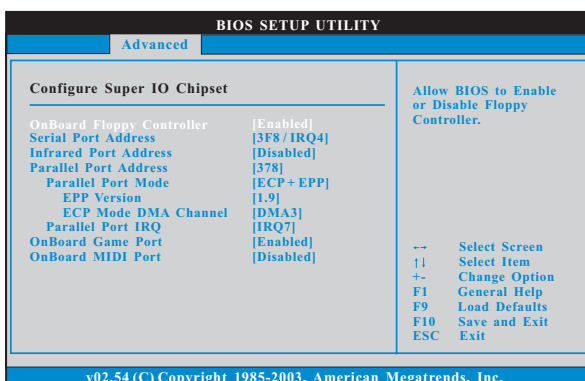 BIOS SETUP UTILITY
Advanced
Configure Super IO Chipset
OnBoard Floppy Controller [Enabled]
Serial Port Address [3F8 / IRQ4]
Infrared Port Address [Disabled]
Parallel Port Address [378]
Parallel Port Mode [ECP + EPP]
EPP Version [1.9]
ECP Mode DMA Channel [DMA3]
Parallel Port IRQ [IRQ7]
OnBoard Game Port [Enabled]
OnBoard MIDI Port [Disabled]
Allow BIOS to Enable
or Disable Floppy
Controller.
←→ Select Screen
↑↓ Select Item
+- Change Option
F1 General Help
F9 Load Defaults
F10 Save and Exit
ESC Exit
v02.54 (C) Copyright 1985-2003, American Megatrends, Inc.